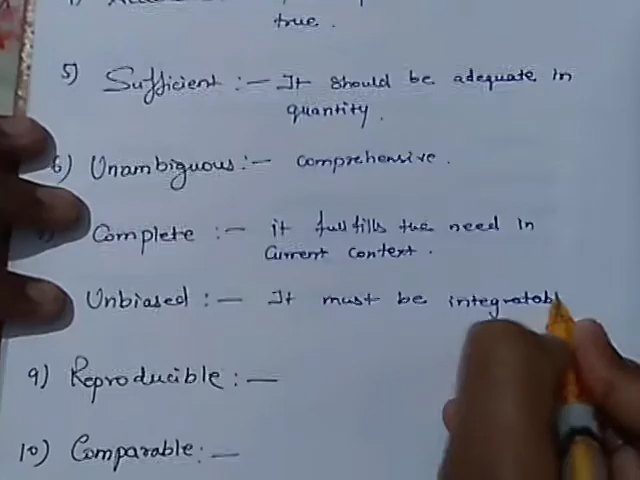 true.
5) Sufficient :— It should be adequate in
quantity.
6) Unambiguous :— comprehensive.
Complete :— it fullfills the need in
Current context.
Unbiased :— It must be integratabl
9) Reproducible :—
10) Comparable :—